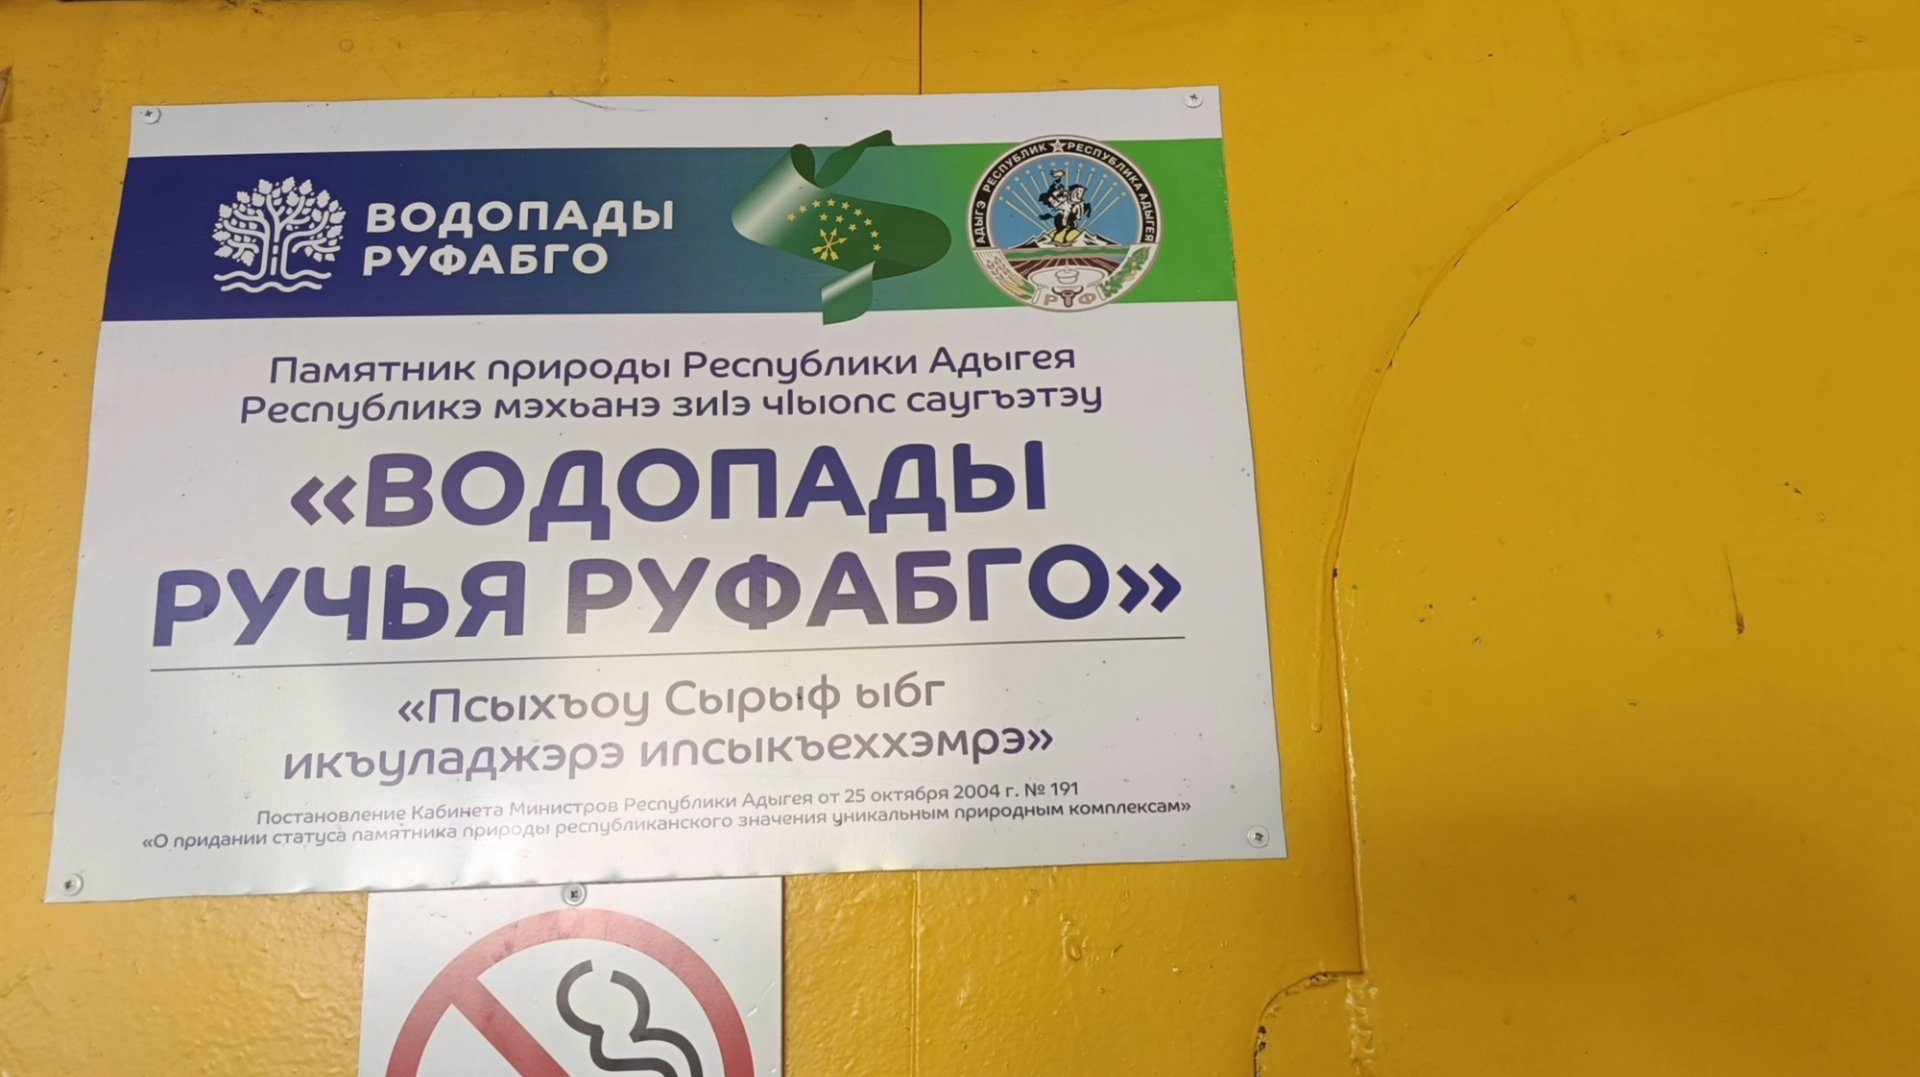 ВОДОПАДЫ
РУФАБГО
АДЫГЭ РЕСПУБЛИК РЕСПУБЛИКА АДЫГЕЯ
РФ
Памятник природы Республики Адыгея
Республикэ мэхьанэ зиӀэ чӀыопс саугъэтэу
«ВОДОПАДЫ
РУЧЬЯ РУФАБГО»
«Псыхъоу Сырыф ыбг
икъуладжэрэ ипсыкъеххэмрэ»
Постановление Кабинета Министров Республики Адыгея от 25 октября 2004 г. № 191
«О придании статуса памятника природы республиканского значения уникальным природным комплексам»